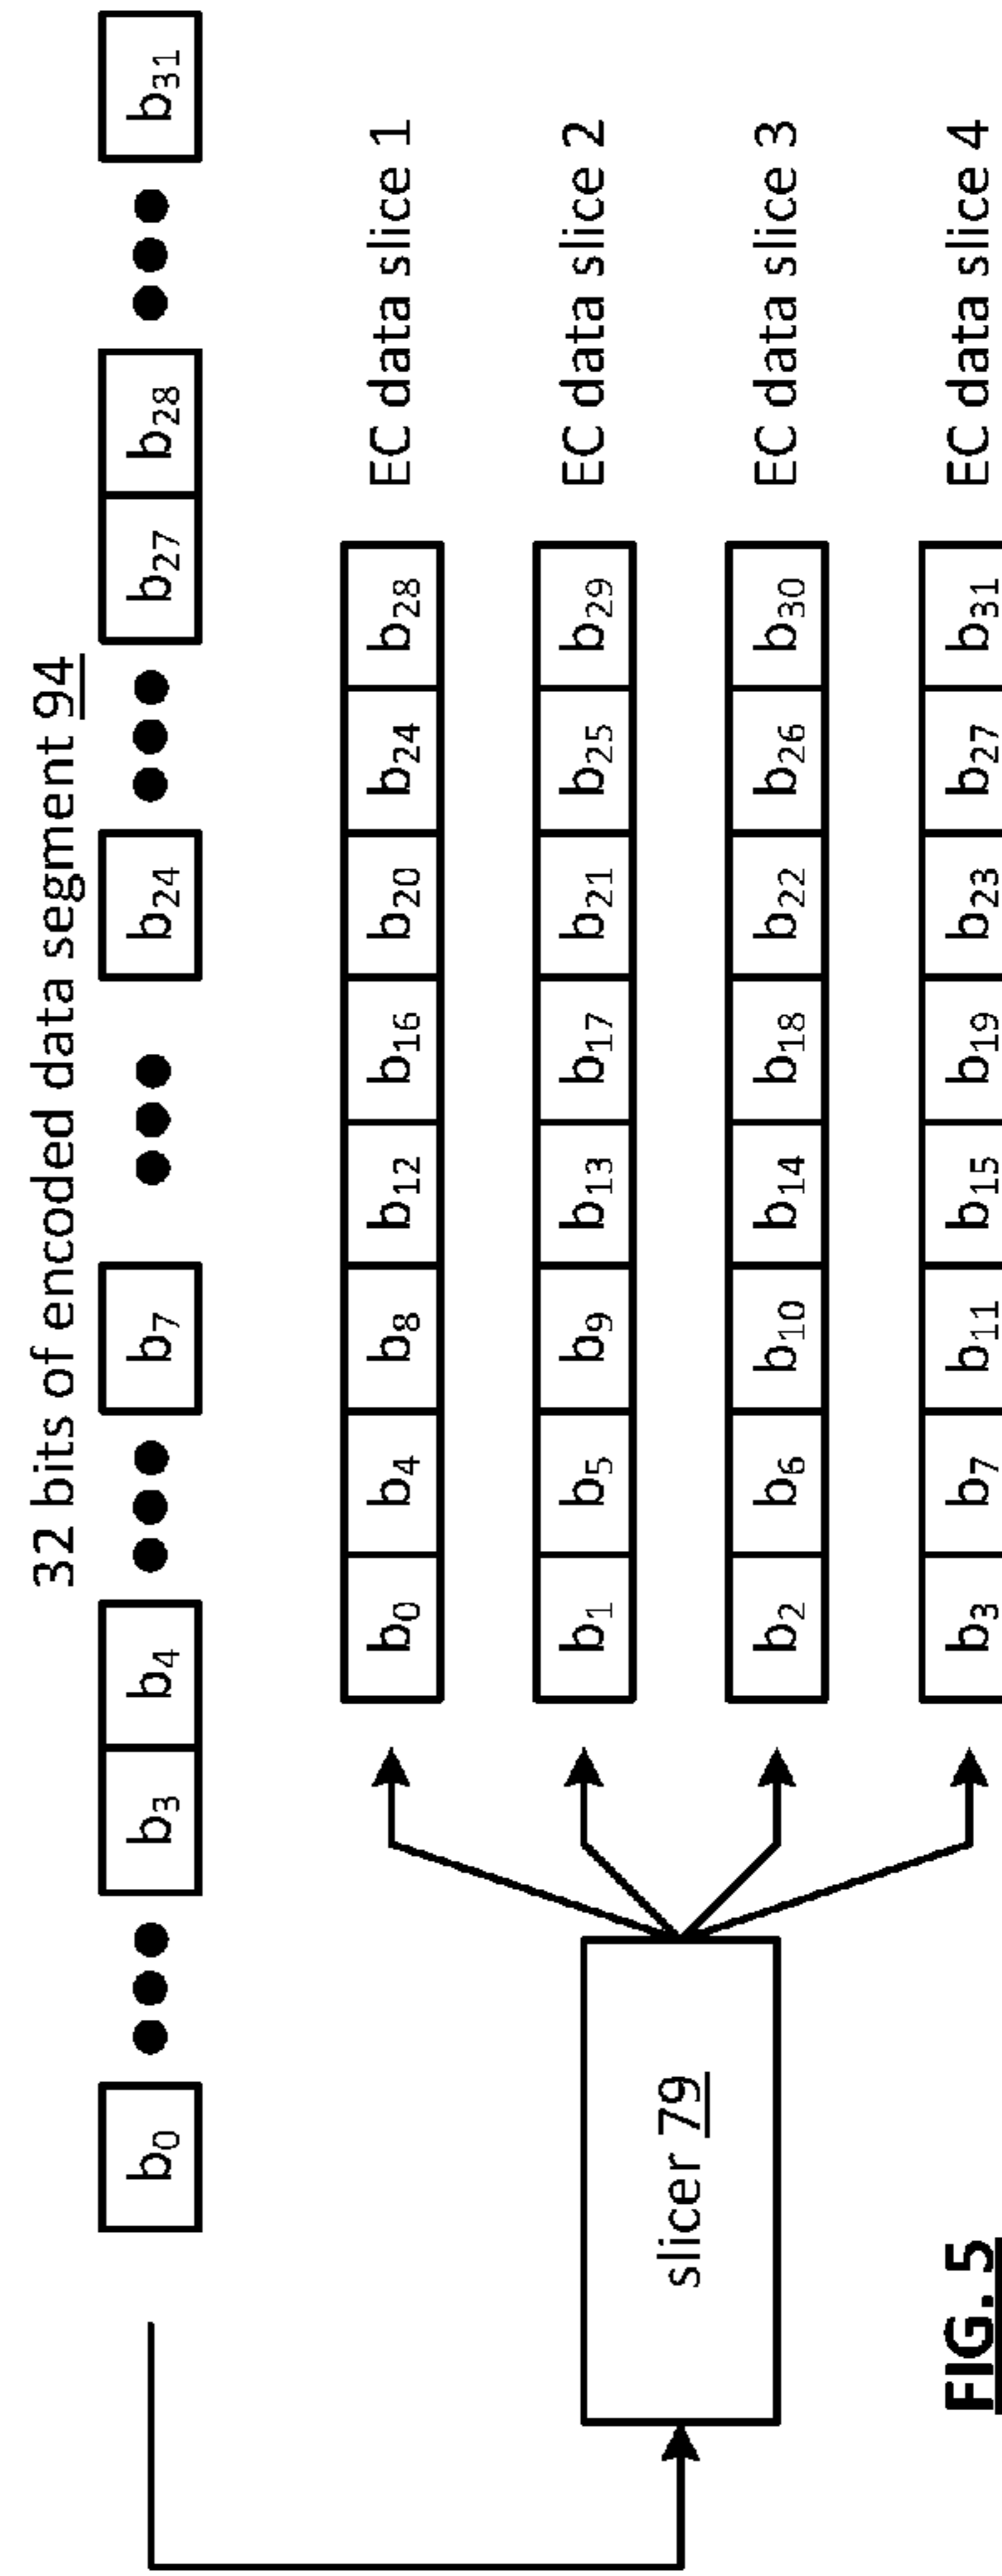 32 bits of encoded data segment 94
b0 ●●● b3 b4 ●●● b7 ●●● b24 ●●● b27 b28 ●●● b31
b0 b4 b8 b12 b16 b20 b24 b28 EC data slice 1
b1 b5 b9 b13 b17 b21 b25 b29 EC data slice 2
slicer 79
b2 b6 b10 b14 b18 b22 b26 b30 EC data slice 3
b3 b7 b11 b15 b19 b23 b27 b31 EC data slice 4
FIG. 5